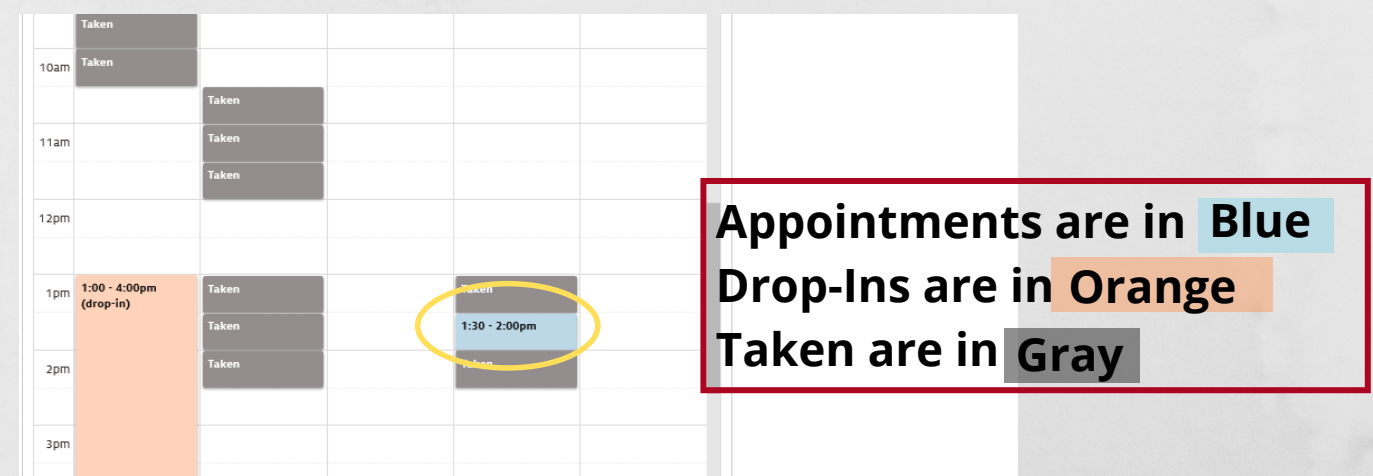 Taken
10am
Taken
Taken
11am
Taken
Taken
12pm
1pm
1:00 - 4:00pm
(drop-in)
Taken
Taken
Taken
1:30 - 2:00pm
2pm
Taken
Taken
3pm
Appointments are in Blue
Drop-Ins are in Orange
Taken are in Gray